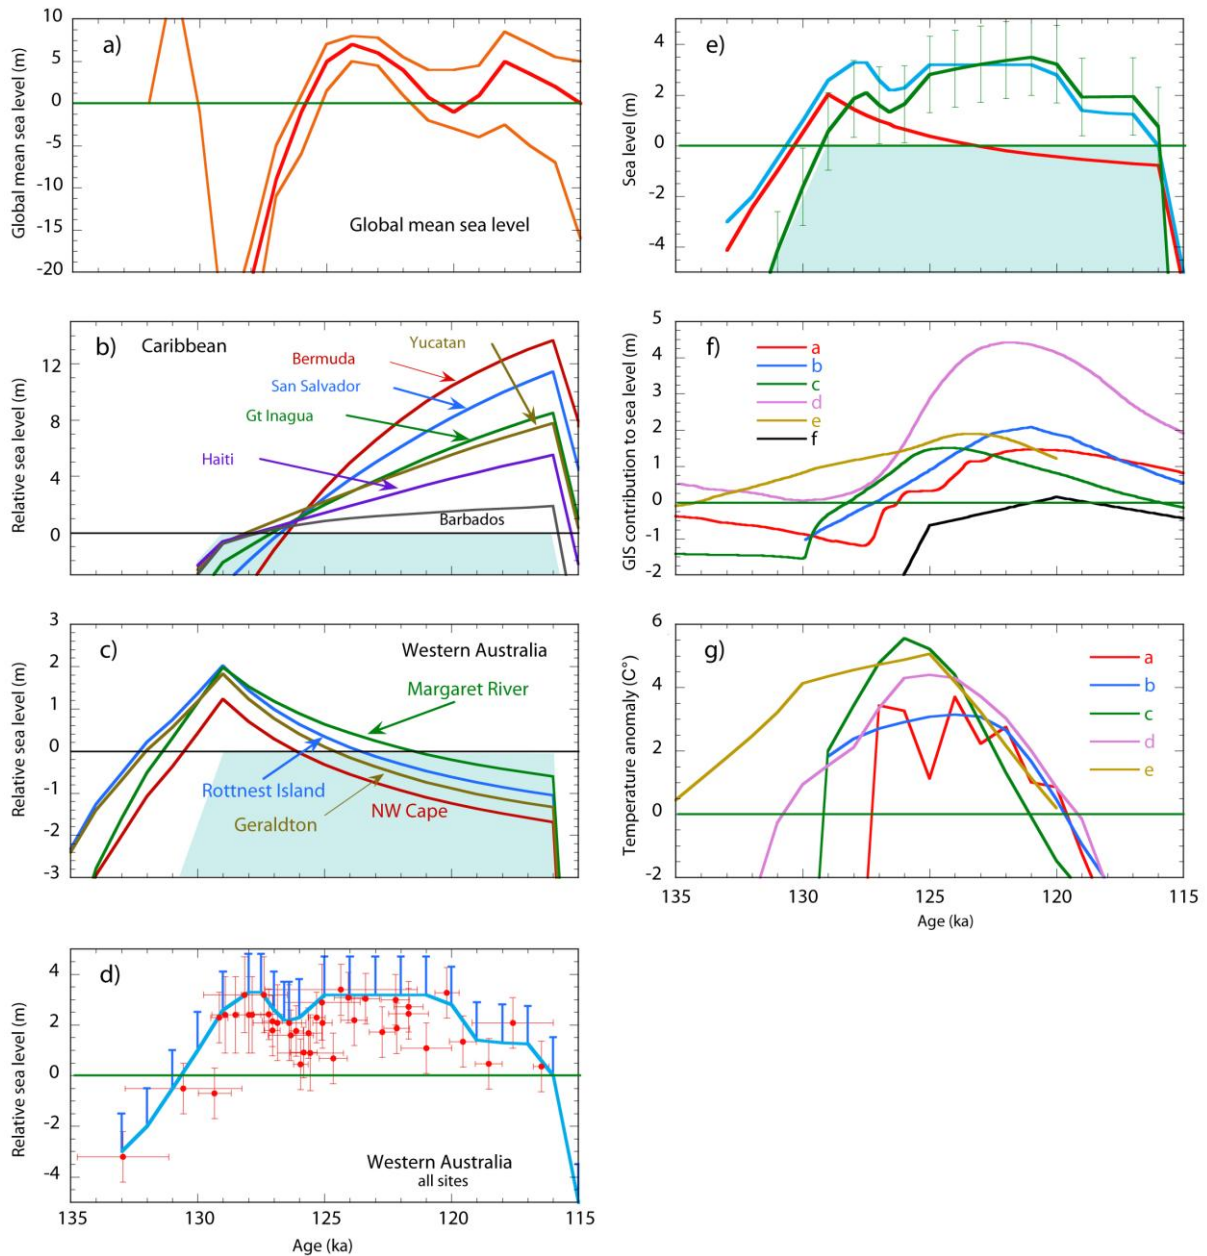 a)
Global mean sea level (m)
10
5
0
-5
-10
-15
-20
Global mean sea level
b)
Caribbean
Relative sea level (m)
12
8
4
0
Yucatan
Bermuda
San Salvador
Gt Inagua
Haiti
Barbados
c)
Western Australia
Relative sea level (m)
3
2
1
0
-1
-2
-3
Margaret River
Rottnest Island
Geraldton
NW Cape
d)
Relative sea level (m)
4
2
0
-2
-4
Western Australia
all sites
135 130 125 120 115
Age (ka)
e)
Sea level (m)
4
2
0
-2
-4
f)
GIS contribution to sea level (m)
5
4
3
2
1
0
-1
-2
a
b
c
d
e
f
g)
Temperature anomaly (C°)
6
4
2
0
-2
a
b
c
d
e
135 130 125 120 115
Age (ka)